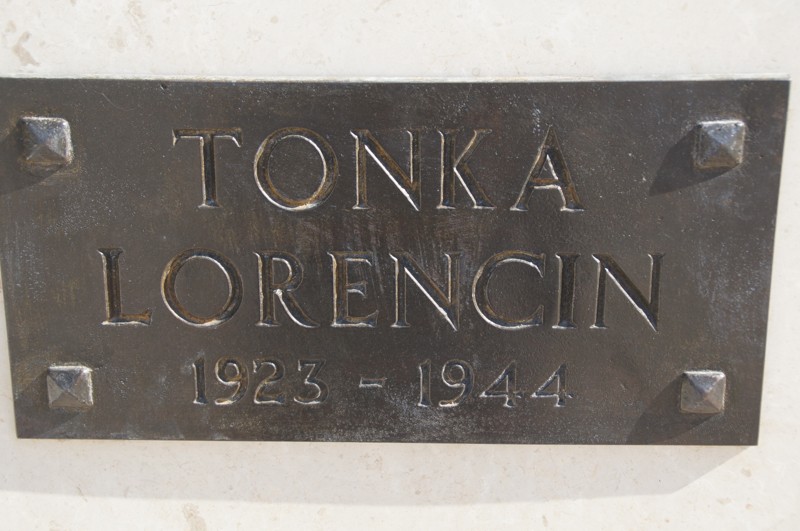 TONKA
LORENCIN
1923 - 1944